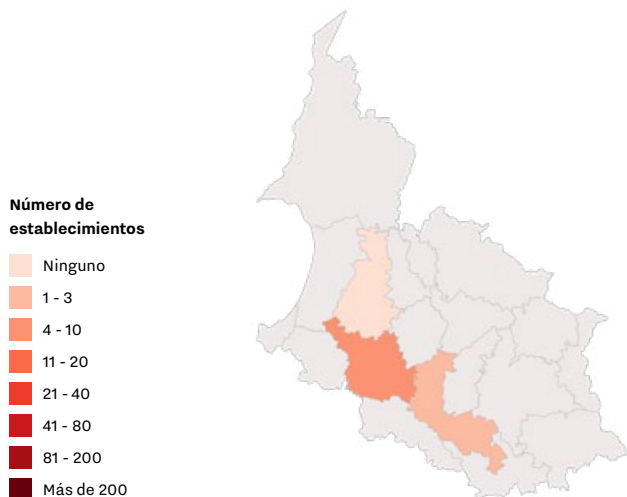 Número de
establecimientos
Ninguno
1 - 3
4 - 10
11 - 20
21 - 40
41 - 80
81 - 200
Más de 200